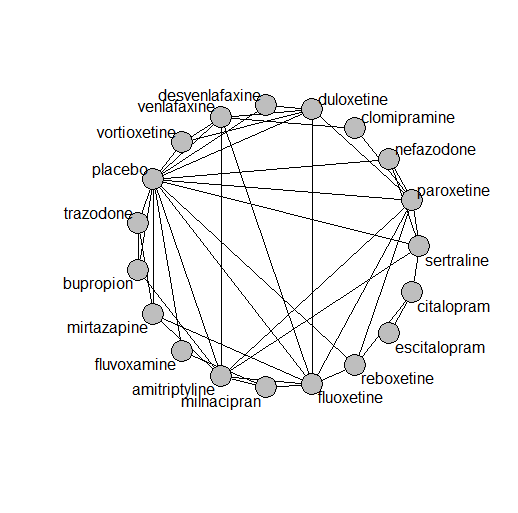 desvenlafaxine
duloxetine
venlafaxine
clomipramine
vortioxetine
nefazodone
placebo
paroxetine
trazodone
sertraline
bupropion
citalopram
mirtazapine
escitalopram
fluvoxamine
reboxetine
amitriptyline
fluoxetine
milnacipran